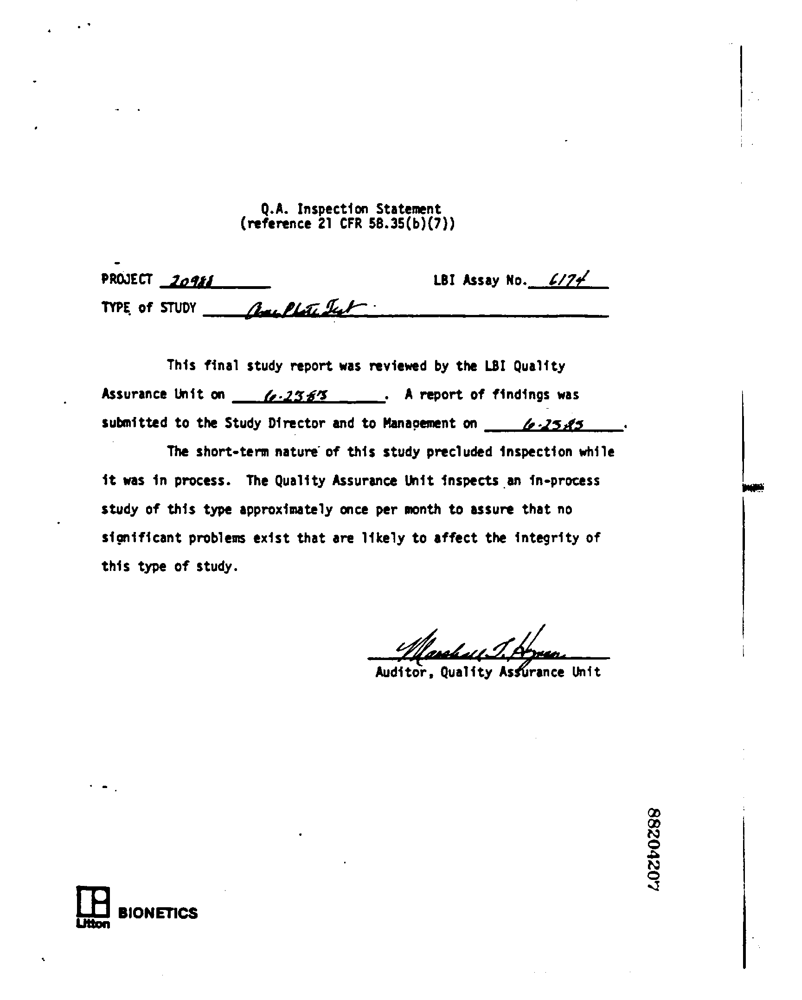 Q.A. Inspection Statement
(reference 21 CFR 58.35(b)(7))
PROJECT 20988 LBI Assay No. 6174
TYPE of STUDY Ames Plate Test
This final study report was reviewed by the LBI Quality
Assurance Unit on 6-23-83. A report of findings was
submitted to the Study Director and to Management on 6-23-83.
The short-term nature of this study precluded inspection while
it was in process. The Quality Assurance Unit inspects an in-process
study of this type approximately once per month to assure that no
significant problems exist that are likely to affect the integrity of
this type of study.
Marshall T. Hyman
Auditor, Quality Assurance Unit
88204207
Litton BIONETICS